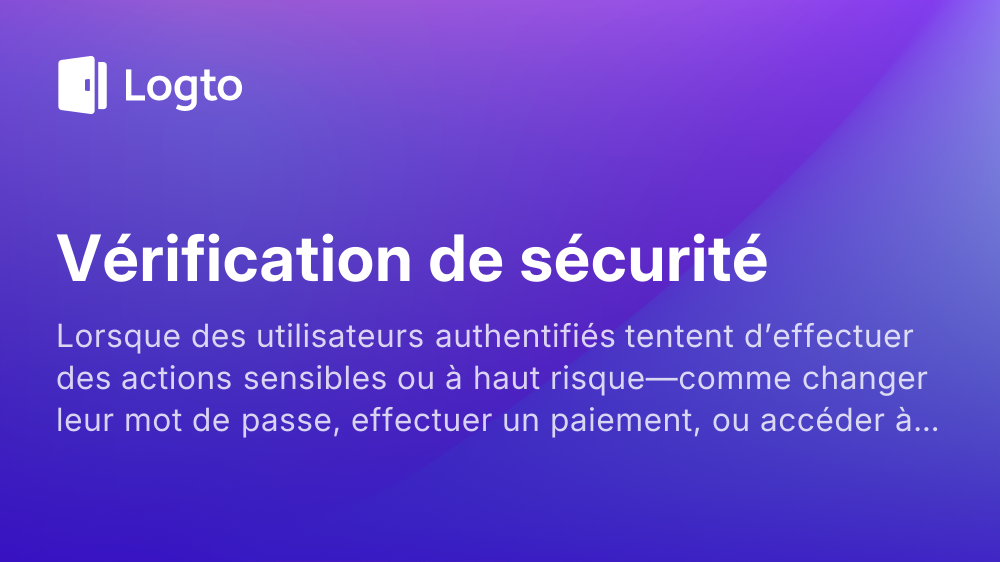 Logto
Vérification de sécurité
Lorsque des utilisateurs authentifiés tentent d’effectuer
des actions sensibles ou à haut risque—comme changer
leur mot de passe, effectuer un paiement, ou accéder à...